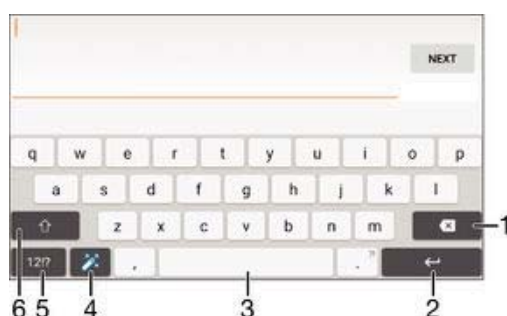 NEXT
q w e r t y u i o p
a s d f g h j k l
z x c v b n m 1
12!? , . ?
6 5 4 3 2